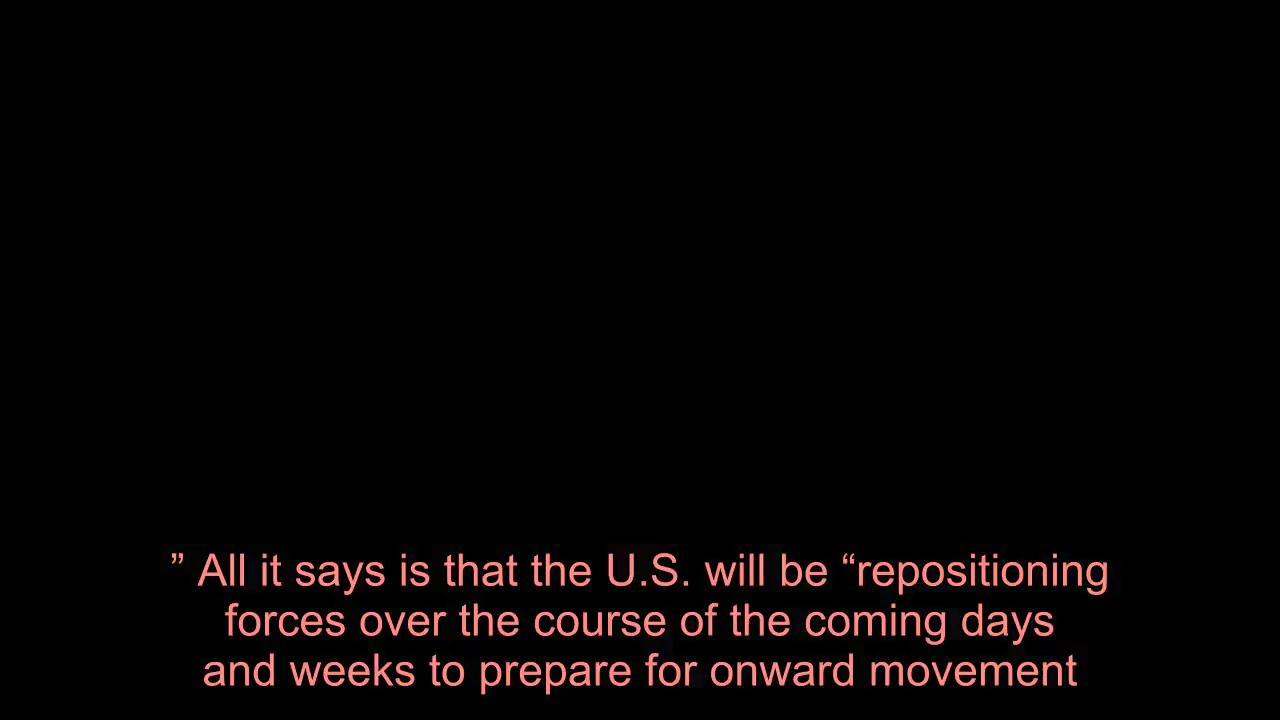 ” All it says is that the U.S. will be “repositioning
forces over the course of the coming days
and weeks to prepare for onward movement